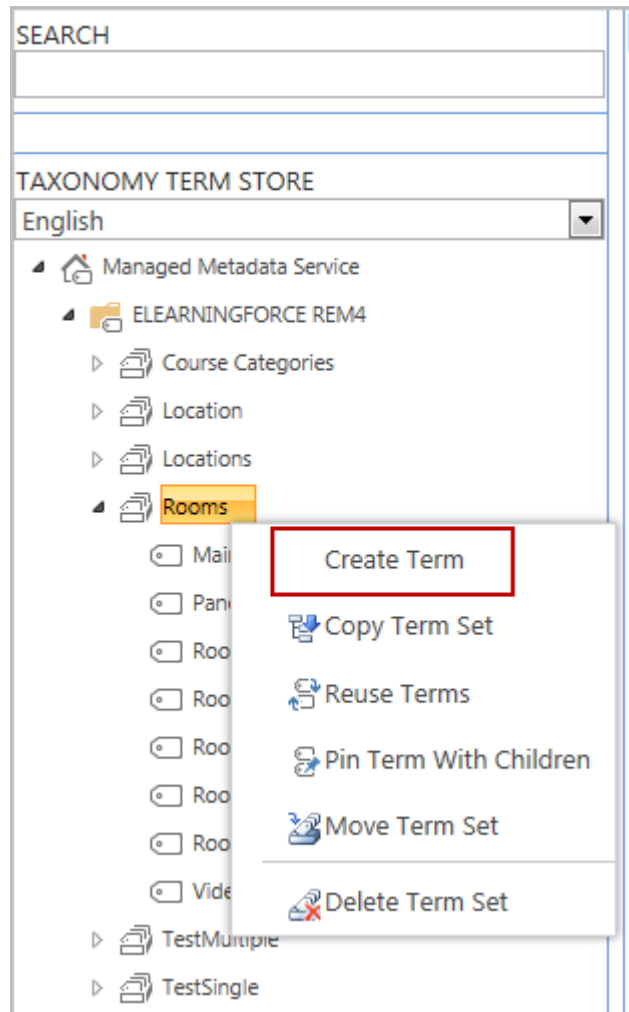 SEARCH
TAXONOMY TERM STORE
English
Managed Metadata Service
ELEARNINGFORCE REM4
Course Categories
Location
Locations
Rooms
Create Term
Copy Term Set
Reuse Terms
Pin Term With Children
Move Term Set
Delete Term Set
TestMultiple
TestSingle